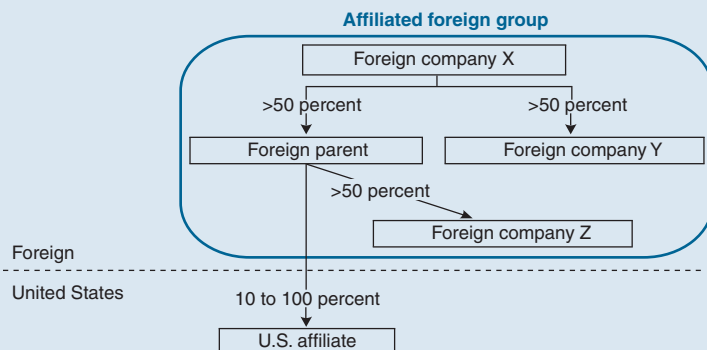 Affiliated foreign group
Foreign company X
>50 percent
>50 percent
Foreign parent
Foreign company Y
>50 percent
Foreign company Z
Foreign
United States
10 to 100 percent
U.S. affiliate